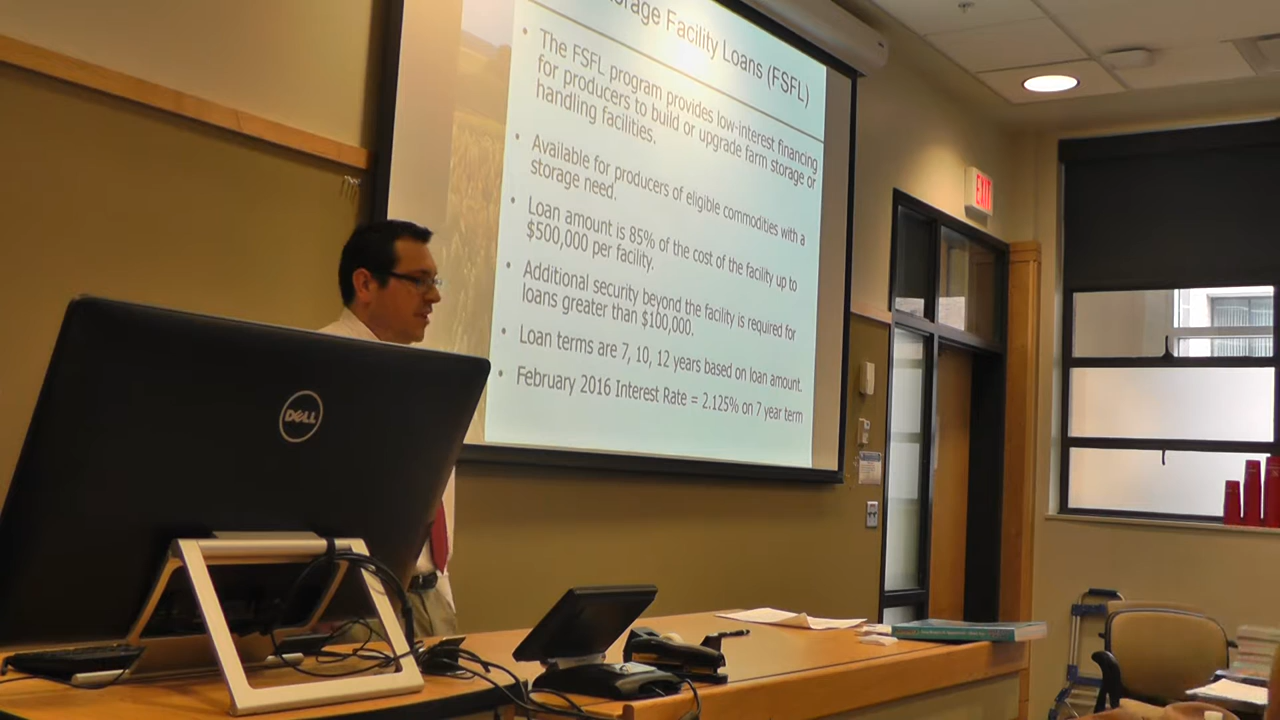 Facility Loans (FSFL)
• The FSFL program provides low-interest financing
for producers to build or upgrade farm storage or
handling facilities.
• Available for producers of eligible commodities with a
storage need.
• Loan amount is 85% of the cost of the facility up to
$500,000 per facility.
• Additional security beyond the facility is required for
loans greater than $100,000.
• Loan terms are 7, 10, 12 years based on loan amount.
• February 2016 Interest Rate = 2.125% on 7 year term
EXIT
DELL